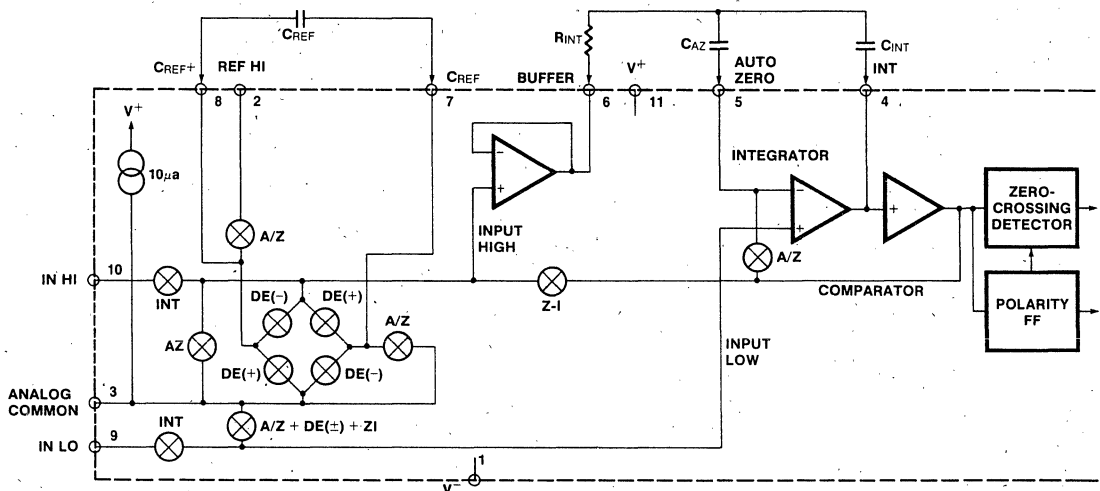 CREF
CREF+ REF HI
CREF
BUFFER
RINT
V+
CAZ
AUTO
ZERO
CINT
INT
8
2
7
6
11
5
4
V+
10μa
A/Z
INTEGRATOR
-
+
INPUT
HIGH
-
+
+
ZERO-
CROSSING
DETECTOR
IN HI
10
INT
DE(-)
DE(+)
A/Z
Z-I
A/Z
COMPARATOR
POLARITY
FF
AZ
DE(+)
DE(-)
INPUT
LOW
ANALOG
COMMON
3
INT
A/Z + DE(±) + ZI
IN LO
9
1
V-